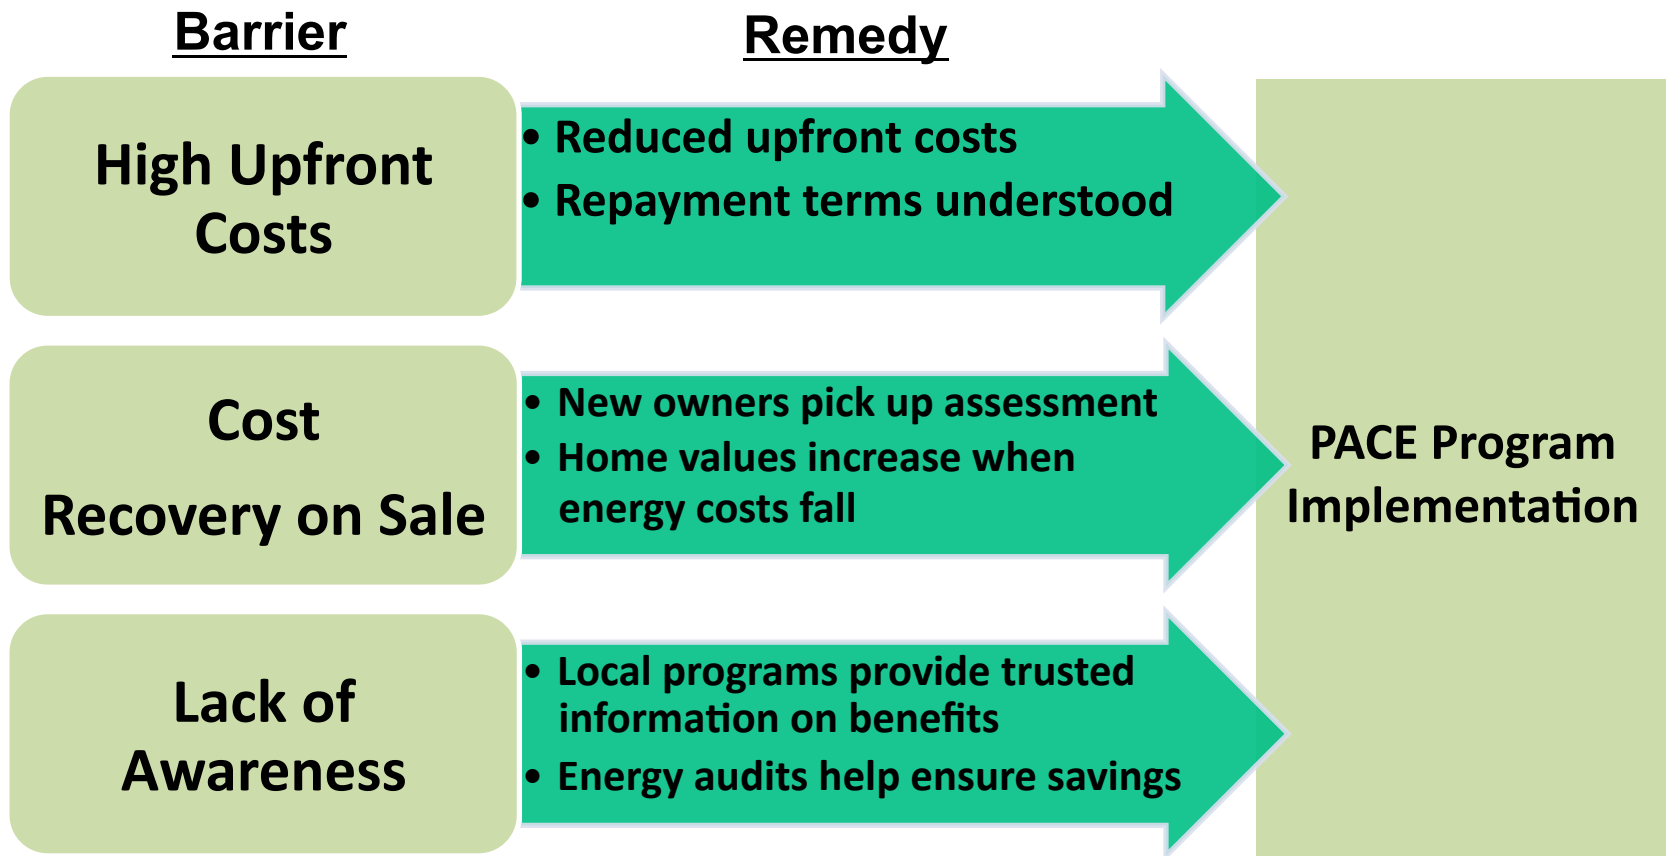 Barrier
Remedy
High Upfront
Costs
• Reduced upfront costs
• Repayment terms understood
Cost
Recovery on Sale
• New owners pick up assessment
• Home values increase when
energy costs fall
Lack of
Awareness
• Local programs provide trusted
information on benefits
• Energy audits help ensure savings
PACE Program
Implementation